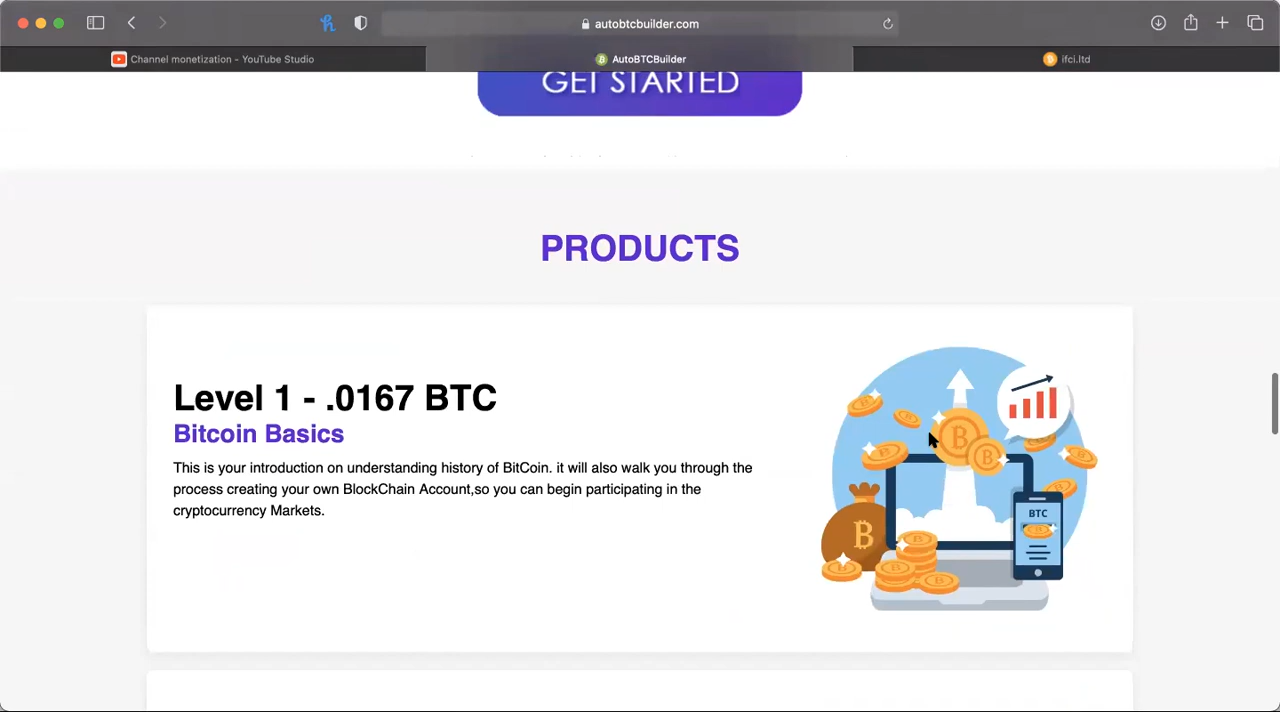 autobtcbuilder.com
Channel monetization - YouTube Studio
AutoBTCBuilder
ifci.ltd
GET STARTED
PRODUCTS
Level 1 - .0167 BTC
Bitcoin Basics
This is your introduction on understanding history of BitCoin. it will also walk you through the
process creating your own BlockChain Account,so you can begin participating in the
cryptocurrency Markets.
BTC